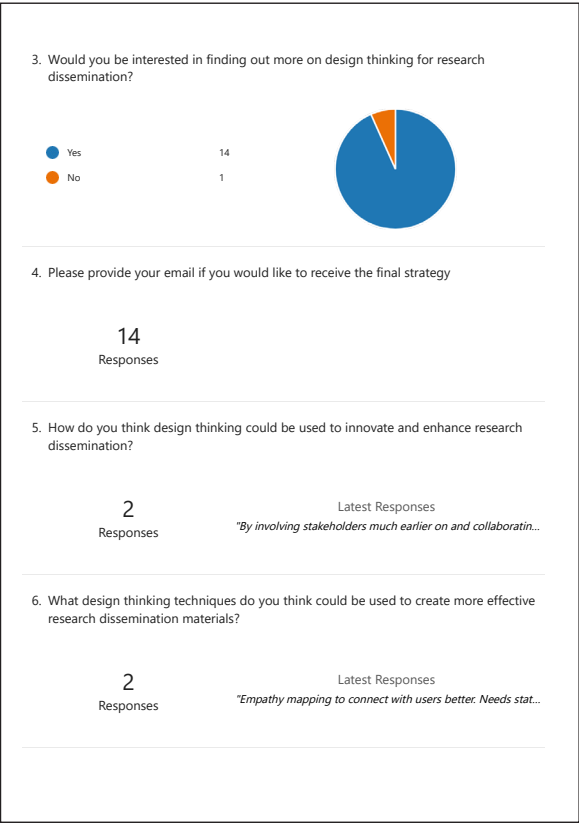 3. Would you be interested in finding out more on design thinking for research
dissemination?
Yes 14
No 1
4. Please provide your email if you would like to receive the final strategy
14
Responses
5. How do you think design thinking could be used to innovate and enhance research
dissemination?
2
Responses
Latest Responses
"By involving stakeholders much earlier on and collaboratin...
6. What design thinking techniques do you think could be used to create more effective
research dissemination materials?
2
Responses
Latest Responses
"Empathy mapping to connect with users better. Needs stat...